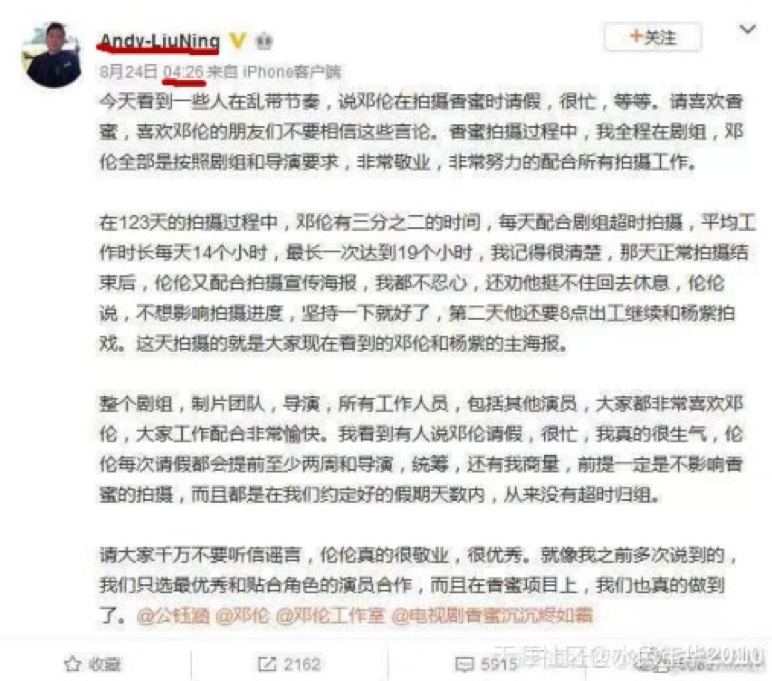 Andy-LiuNing
+关注
8月24日 04:26 来自 iPhone客户端
今天看到一些人在乱带节奏，说邓伦在拍摄香蜜时请假，很忙，等等。请喜欢香
蜜，喜欢邓伦的朋友们不要相信这些言论。香蜜拍摄过程中，我全程在剧组，邓
伦全部是按照剧组和导演要求，非常敬业，非常努力的配合所有拍摄工作。
在123天的拍摄过程中，邓伦有三分之二的时间，每天配合剧组超时拍摄，平均工
作时长每天14个小时，最长一次达到19个小时，我记得很清楚，那天正常拍摄结
束后，伦伦又配合拍摄宣传海报，我都不忍心，还劝他挺不住回去休息，伦伦
说，不想影响拍摄进度，坚持一下就好了，第二天他还要8点出工继续和杨紫拍
戏。这天拍摄的就是大家现在看到的邓伦和杨紫的主海报。
整个剧组，制片团队，导演，所有工作人员，包括其他演员，大家都非常喜欢邓
伦，大家工作配合非常愉快。我看到有人说邓伦请假，很忙，我真的很生气，伦
伦每次请假都会提前至少两周和导演，统筹，还有我商量，前提一定是不影响香
蜜的拍摄，而且都是在我们约定好的假期天数内，从来没有超时归组。
请大家千万不要听信谣言，伦伦真的很敬业，很优秀。就像我之前多次说到的，
我们只选最优秀和贴合角色的演员合作，而且在香蜜项目上，我们也真的做到
了。@公钰涵 @邓伦 @邓伦工作室 @电视剧香蜜沉沉烬如霜
收藏
2162
5915
天涯社区@水